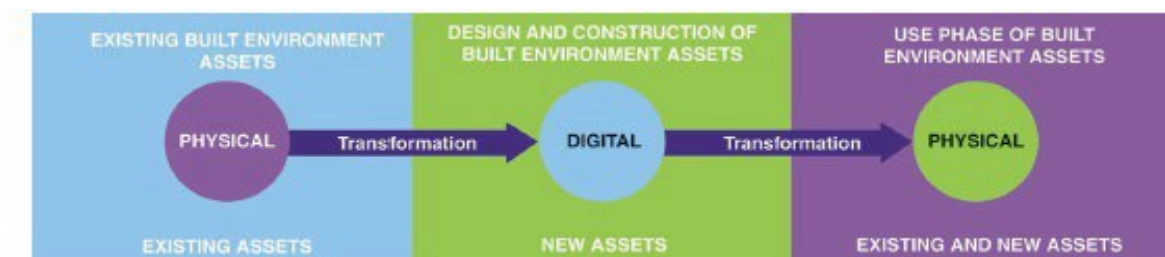 EXISTING BUILT ENVIRONMENT
ASSETS
DESIGN AND CONSTRUCTION OF
BUILT ENVIRONMENT ASSETS
USE PHASE OF BUILT
ENVIRONMENT ASSETS
PHYSICAL
Transformation
DIGITAL
Transformation
PHYSICAL
EXISTING ASSETS
NEW ASSETS
EXISTING AND NEW ASSETS